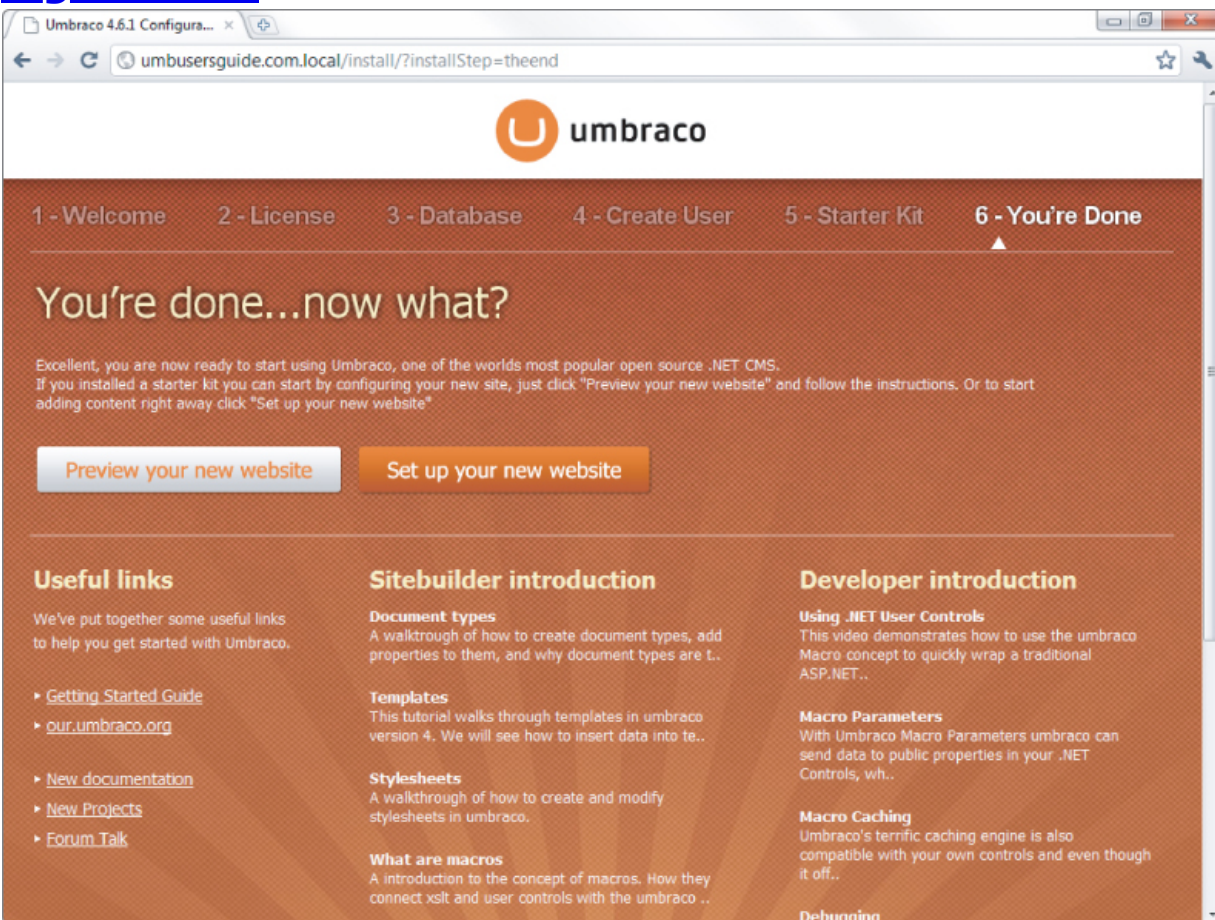 Umbraco 4.6.1 Configura...
umbusersguide.com.local/install/?installStep=theend
umbraco
1 - Welcome
2 - License
3 - Database
4 - Create User
5 - Starter Kit
6 - You're Done
You're done...now what?
Excellent, you are now ready to start using Umbraco, one of the worlds most popular open source .NET CMS.
If you installed a starter kit you can start by configuring your new site, just click "Preview your new website" and follow the instructions. Or to start
adding content right away click "Set up your new website"
Preview your new website
Set up your new website
Useful links
We've put together some useful links
to help you get started with Umbraco.
Getting Started Guide
our.umbraco.org
New documentation
New Projects
Forum Talk
Sitebuilder introduction
Document types
A walktrough of how to create document types, add
properties to them, and why document types are t..
Templates
This tutorial walks through templates in umbraco
version 4. We will see how to insert data into te..
Stylesheets
A walkthrough of how to create and modify
stylesheets in umbraco.
What are macros
A introduction to the concept of macros. How they
connect xslt and user controls with the umbraco ..
Developer introduction
Using .NET User Controls
This video demonstrates how to use the umbraco
Macro concept to quickly wrap a traditional
ASP.NET..
Macro Parameters
With Umbraco Macro Parameters umbraco can
send data to public properties in your .NET
Controls, wh..
Macro Caching
Umbraco's terrific caching engine is also
compatible with your own controls and even though
it off..
Debugging